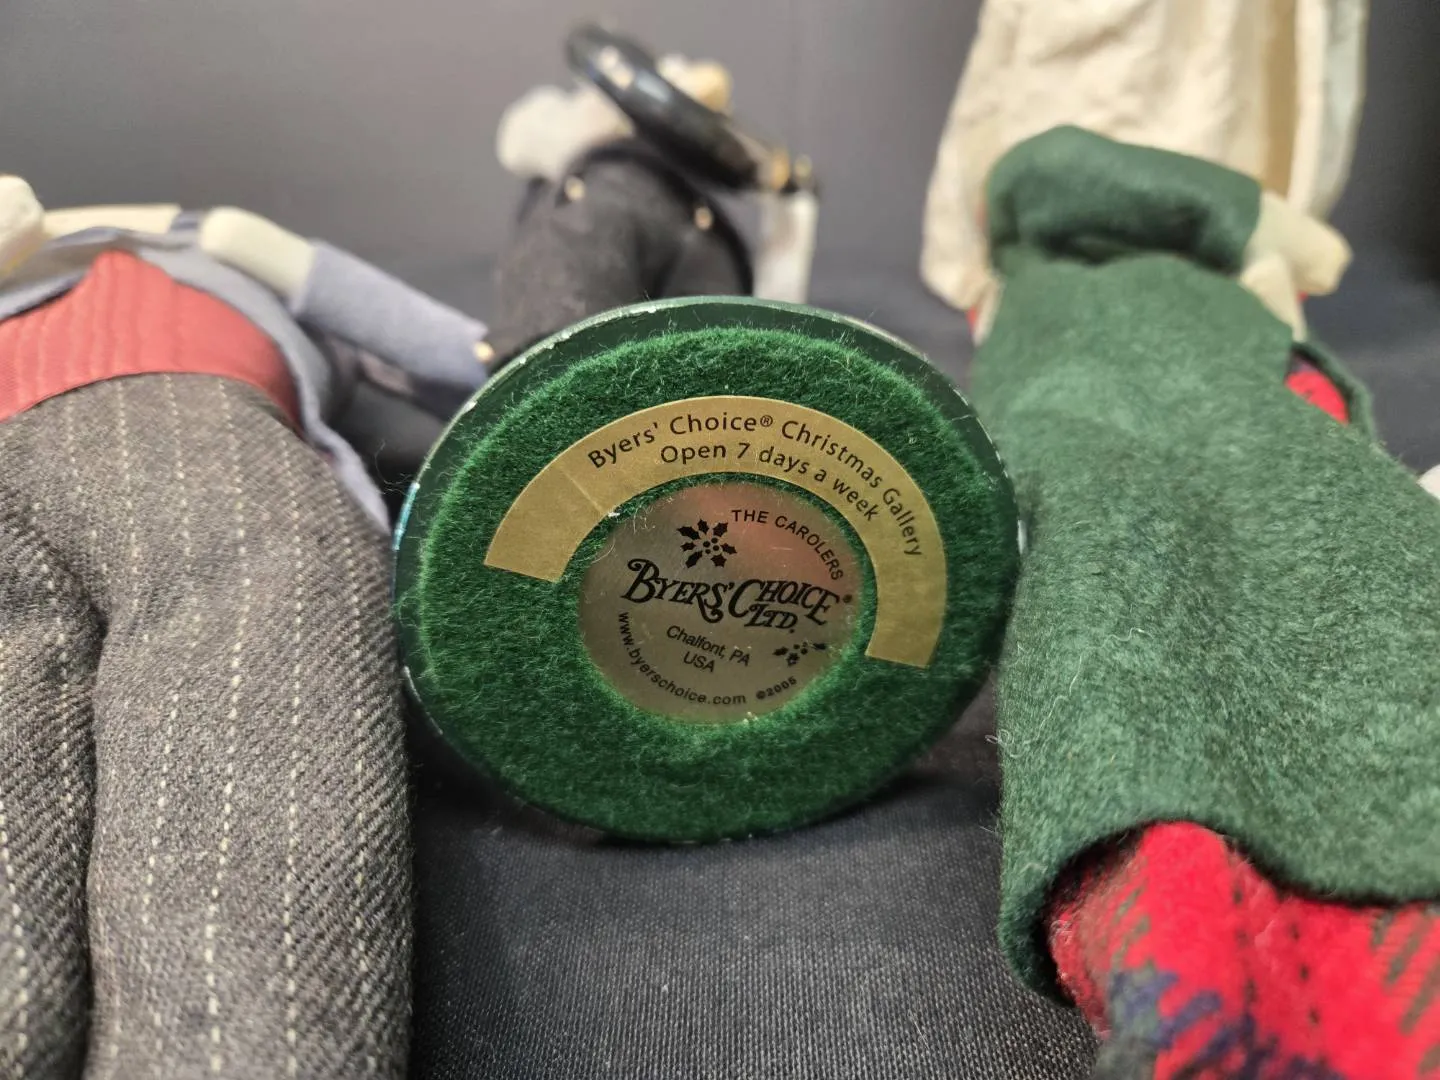 Byers' Choice® Christmas Gallery
Open 7 days a week
THE CAROLERS
BYERS' CHOICE®
LTD.
Chalfont, PA
USA
www.byerschoice.com ©2005